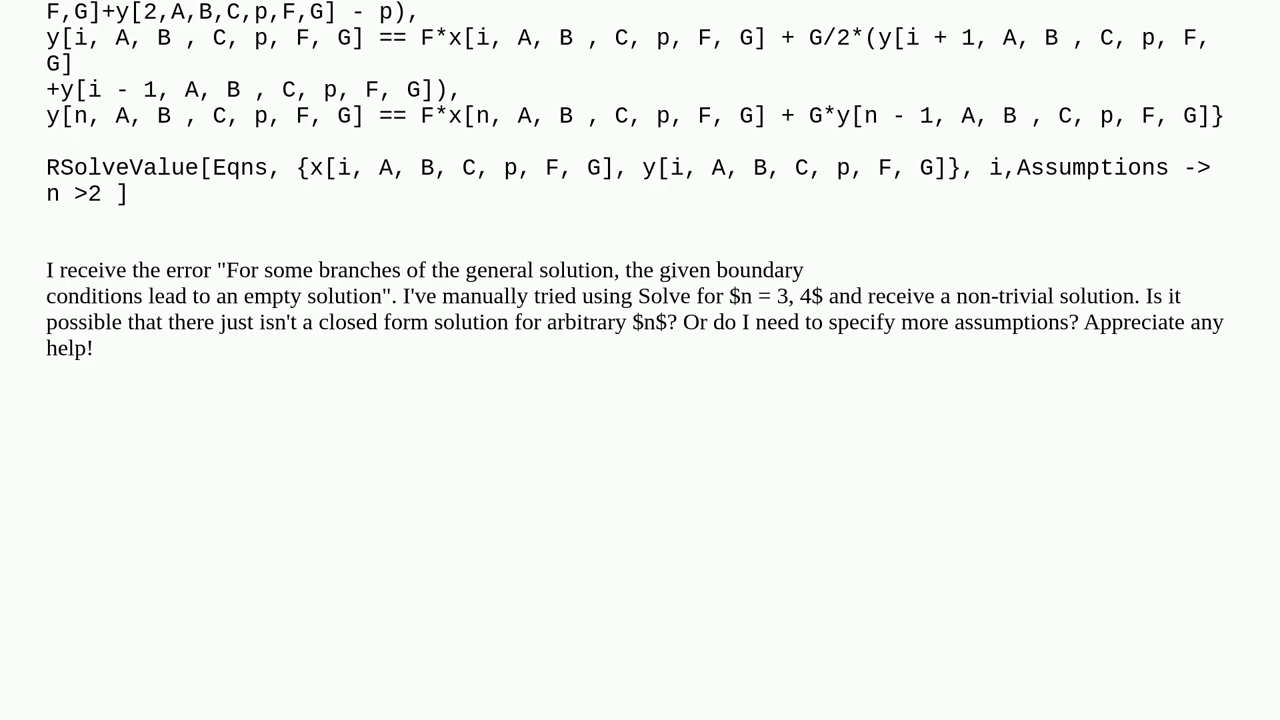 F,G]+y[2,A,B,C,p,F,G] - p),
y[i, A, B , C, p, F, G] == F*x[i, A, B , C, p, F, G] + G/2*(y[i + 1, A, B , C, p, F,
G]
+y[i - 1, A, B , C, p, F, G]),
y[n, A, B , C, p, F, G] == F*x[n, A, B , C, p, F, G] + G*y[n - 1, A, B , C, p, F, G]}
RSolveValue[Eqns, {x[i, A, B, C, p, F, G], y[i, A, B, C, p, F, G]}, i,Assumptions ->
n >2 ]
I receive the error "For some branches of the general solution, the given boundary
conditions lead to an empty solution". I've manually tried using Solve for $n = 3, 4$ and receive a non-trivial solution. Is it
possible that there just isn't a closed form solution for arbitrary $n$? Or do I need to specify more assumptions? Appreciate any
help!